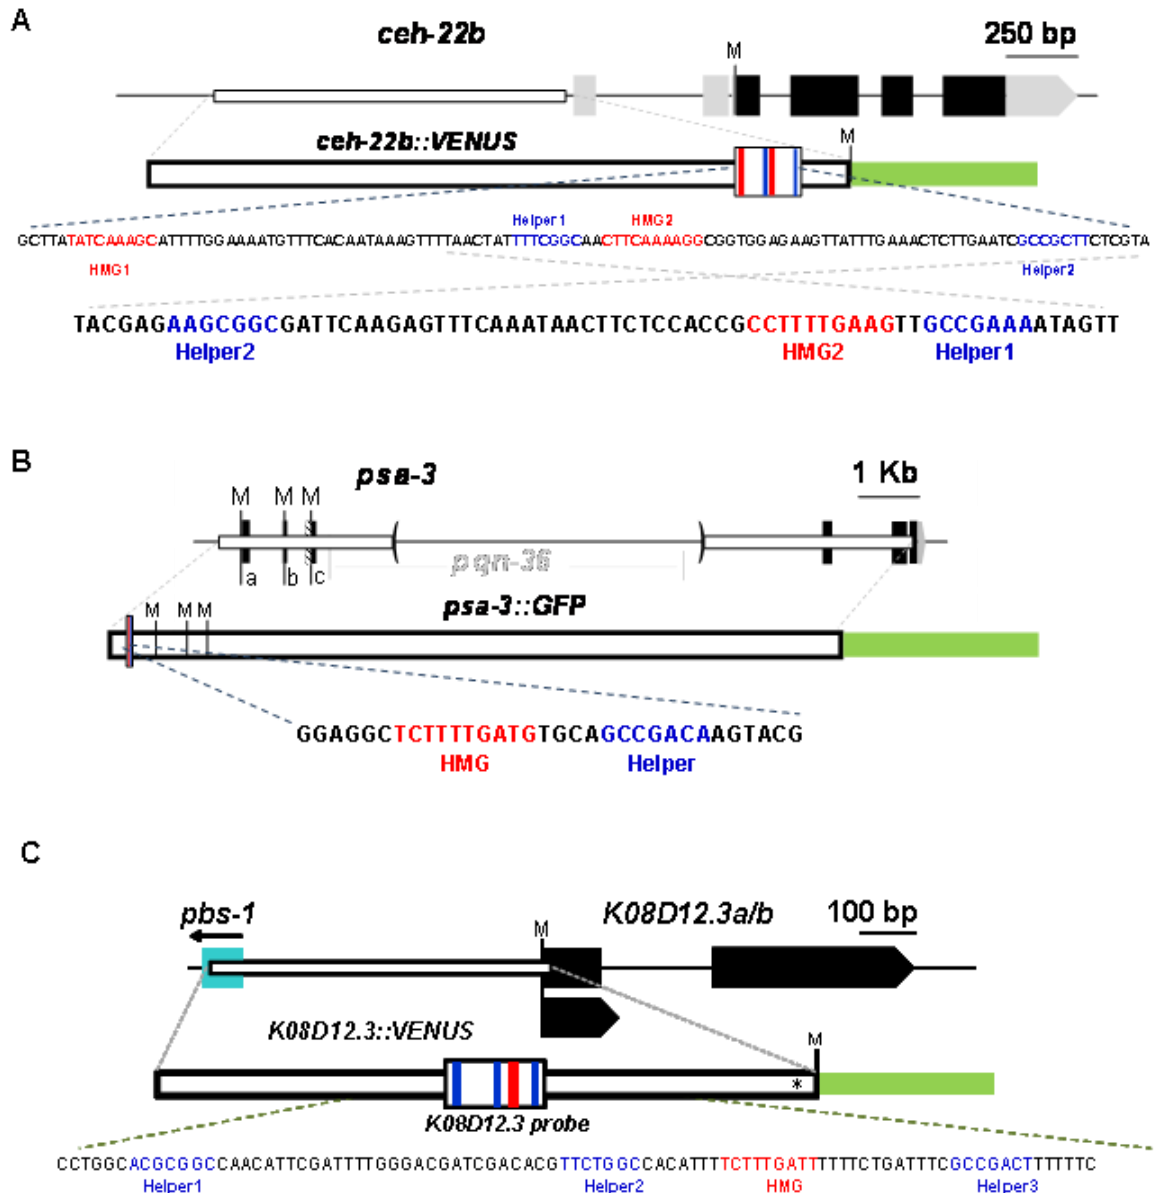 A
ceh-22b
250 bp
M
ceh-22b::VENUS
M
Helper1 HMG2
GCTTATATCAAAGCATTTTGGAAAATGTTTCACAATAAAGTTTTAACTATTTTCGGCAACTTCAAAAGGCGGTGGAGAAGTTATTTGAAACTCTTGAATCGCCGCTTCTCGTA
HMG1 Helper2
TACGAGAAGCGGCGATTCAAGAGTTTCAAATAACTTCTCCACCGCCTTTTGAAGTTGCCGAAAATAGTT
Helper2 HMG2 Helper1
B
psa-3
1 Kb
M M M
a b c
pqn-36
psa-3::GFP
M M M
GGAGGCTCTTTTGATGTGCAGCCGACAAGTACG
HMG Helper
C
pbs-1
K08D12.3a/b
100 bp
M
K08D12.3::VENUS
M
*
K08D12.3 probe
CCTGGCACGCGGCCAACATTCGATTTTGGGACGATCGACACGTTCTGGCCACATTTTCTTTGATTTTTTCTGATTTCGCCGACTTTTTTC
Helper1 Helper2 HMG Helper3